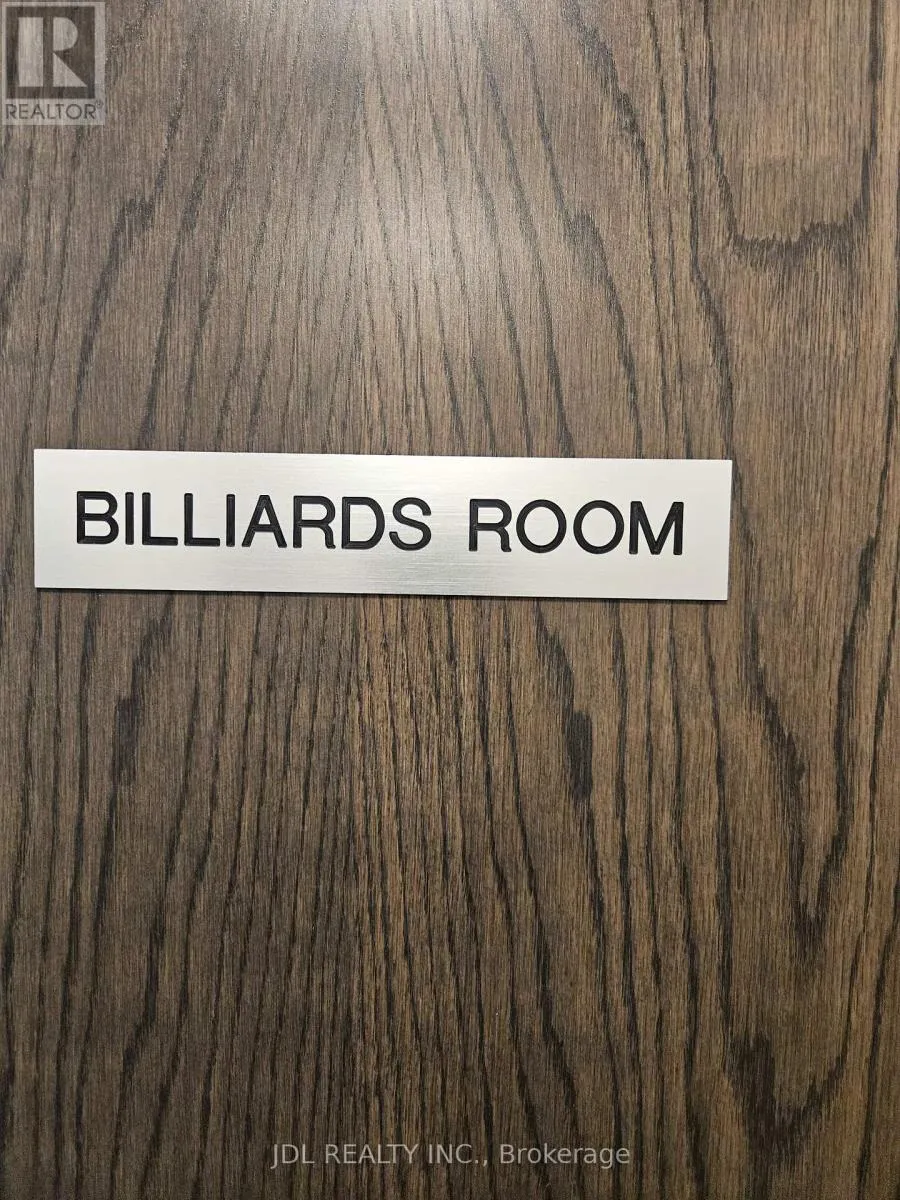 R
REALTOR®
BILLIARDS ROOM
JDL REALTY INC., Brokerage